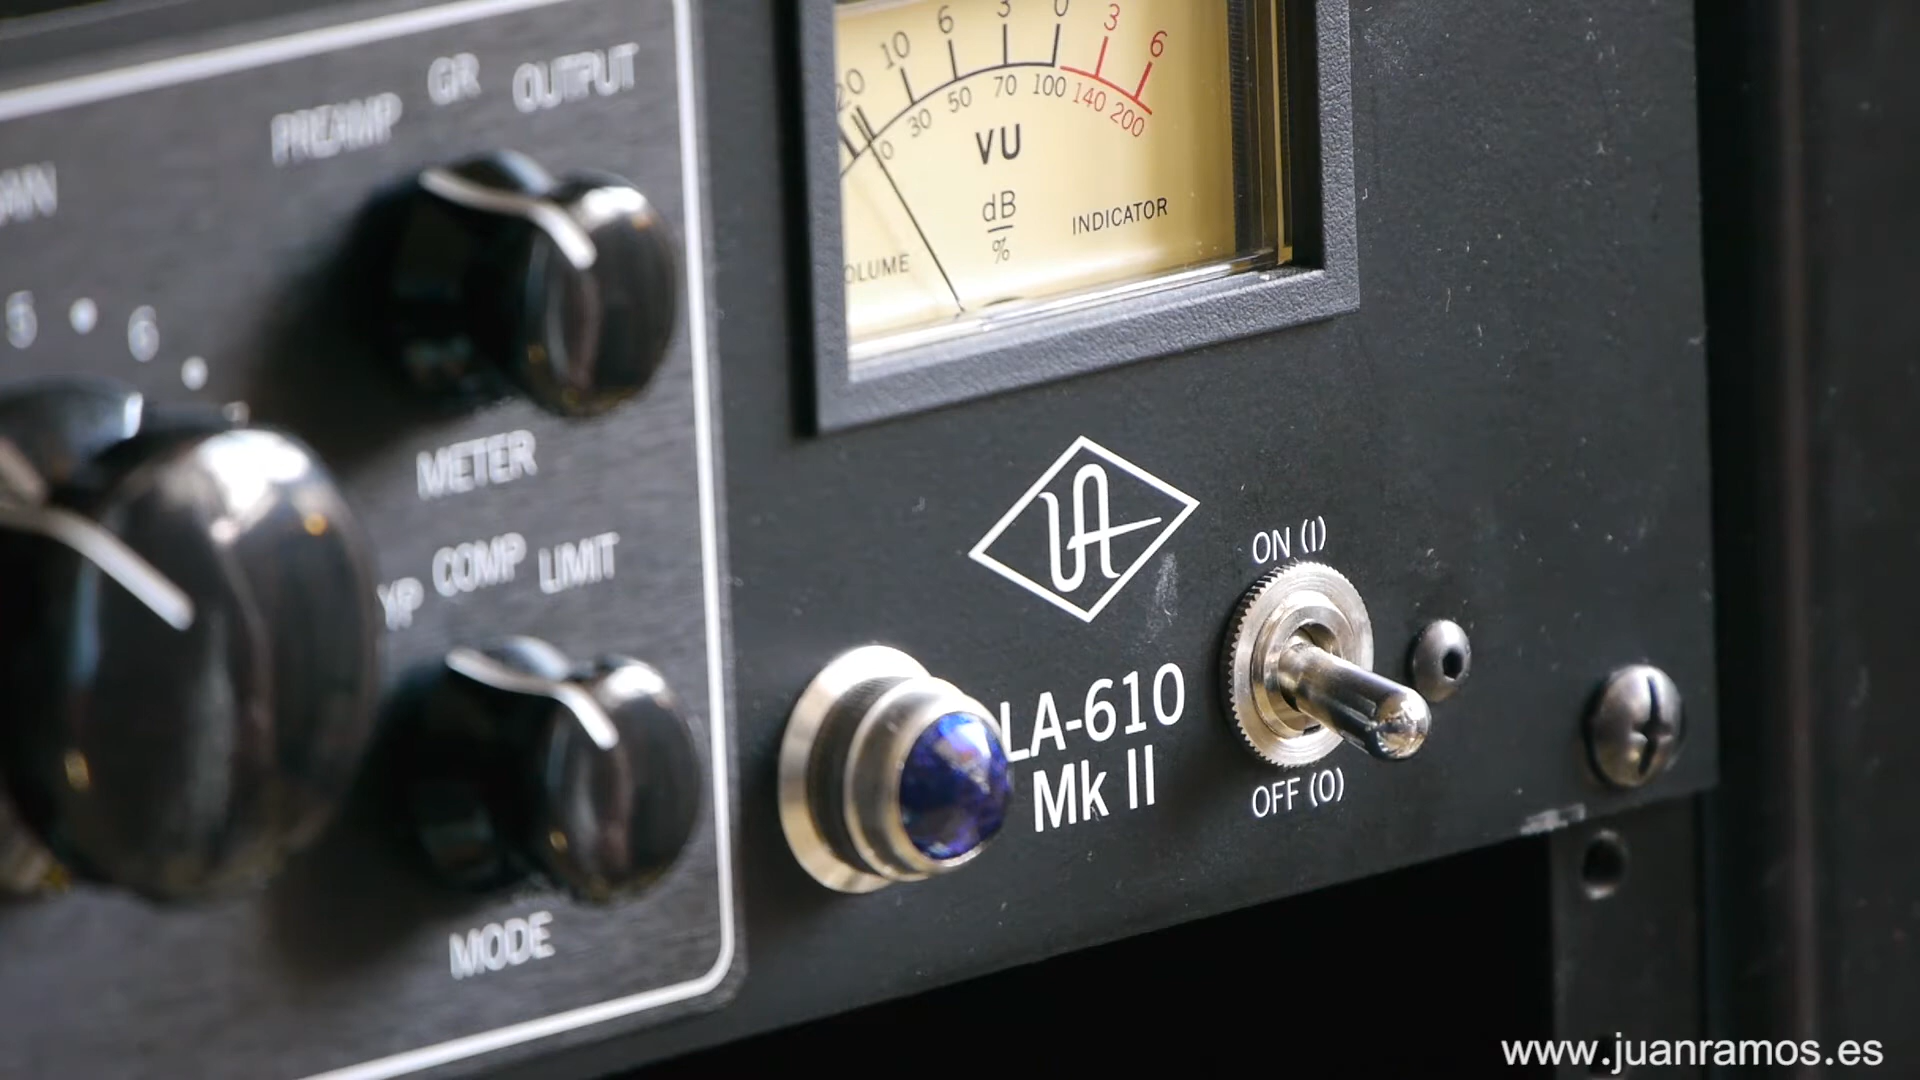 PREAMP GR OUTPUT
5 6
METER
COMP LIMIT
MODE
20 10 6 3 0 3 6
30 50 70 100 140 200
VU
dB
%
INDICATOR
LA-610
Mk II
ON (I)
OFF (O)
www.juanramos.es